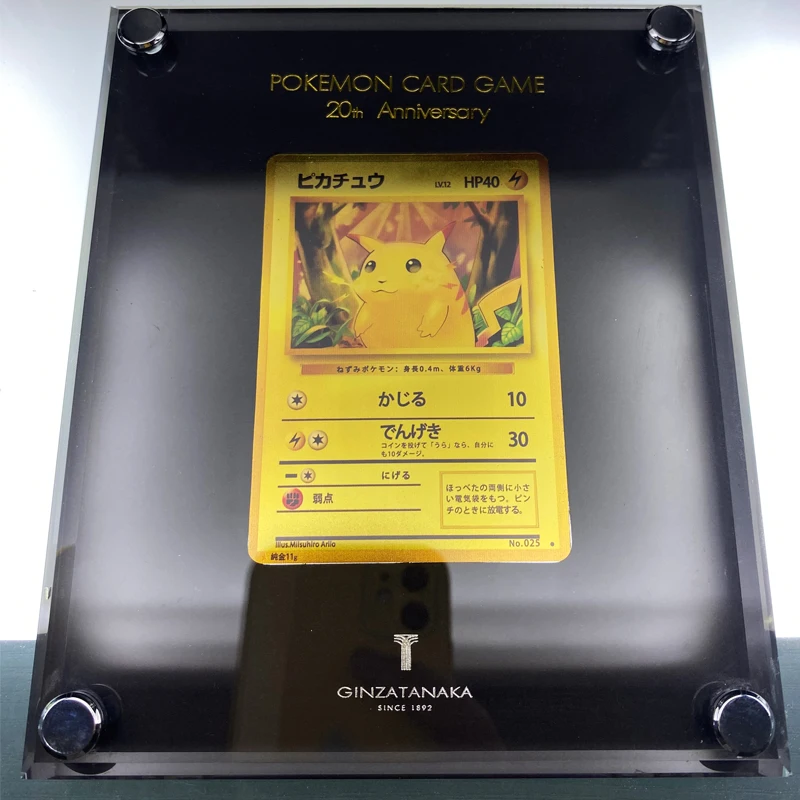 POKEMON CARD GAME
20th Anniversary
ピカチュウ LV.12 HP40
ねずみポケモン：身長0.4m、体重6Kg
かじる 10
でんげき 30
コインを投げて「うら」なら、自分に
も10ダメージ。
にげる
弱点
ほっぺたの両側に小さ
い電気袋をもつ。ピン
チのときに放電する。
Illus.Mitsuhiro Arita
No.025
純金11g
GINZATANAKA
SINCE 1892